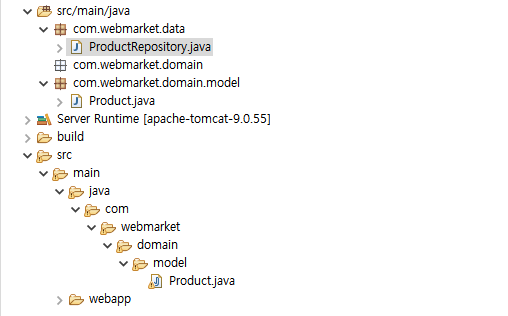 src/main/java
com.webmarket.data
ProductRepository.java
com.webmarket.domain
com.webmarket.domain.model
Product.java
Server Runtime [apache-tomcat-9.0.55]
build
src
main
java
com
webmarket
domain
model
Product.java
webapp